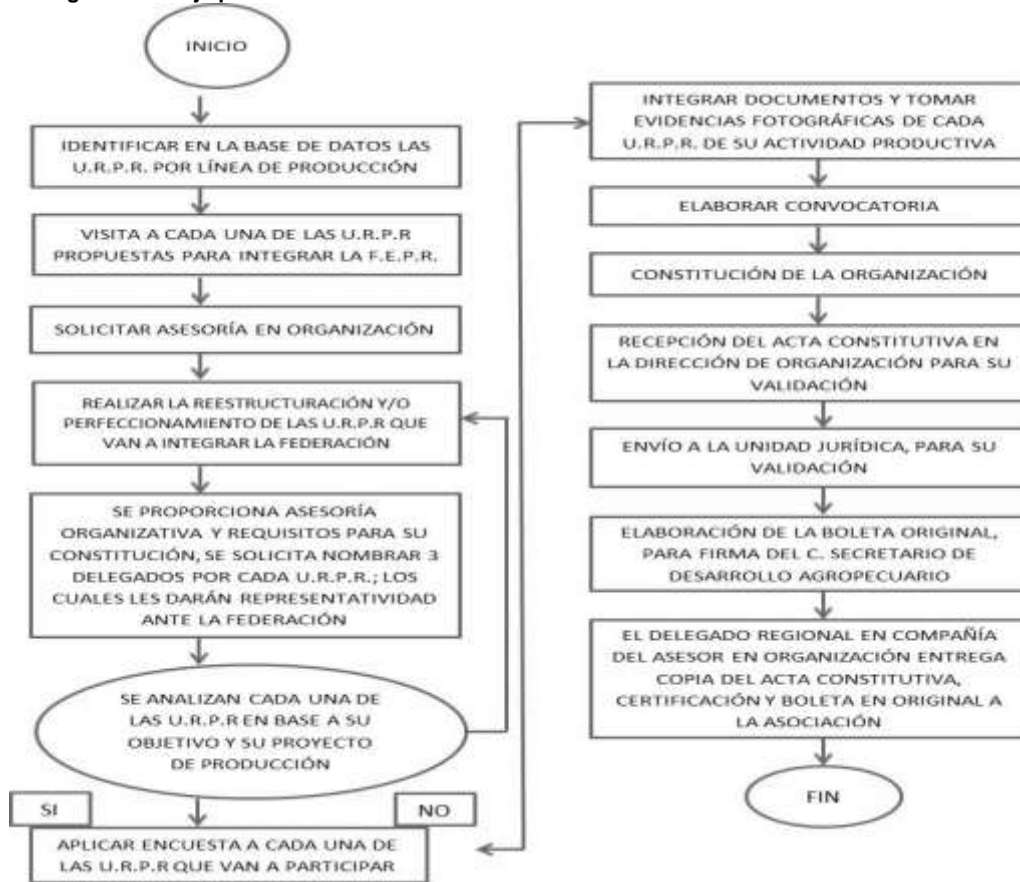 INICIO
IDENTIFICAR EN LA BASE DE DATOS LAS
U.R.P.R. POR LÍNEA DE PRODUCCIÓN
VISITA A CADA UNA DE LAS U.R.P.R
PROPUESTAS PARA INTEGRAR LA F.E.P.R.
SOLICITAR ASESORÍA EN ORGANIZACIÓN
REALIZAR LA REESTRUCTURACIÓN Y/O
PERFECCIONAMIENTO DE LAS U.R.P.R QUE
VAN A INTEGRAR LA FEDERACIÓN
SE PROPORCIONA ASESORÍA
ORGANIZATIVA Y REQUISITOS PARA SU
CONSTITUCIÓN, SE SOLICITA NOMBRAR 3
DELEGADOS POR CADA U.R.P.R.; LOS
CUALES LES DARÁN REPRESENTATIVIDAD
ANTE LA FEDERACIÓN
SE ANALIZAN CADA UNA DE
LAS U.R.P.R EN BASE A SU
OBJETIVO Y SU PROYECTO
DE PRODUCCIÓN
SI
NO
APLICAR ENCUESTA A CADA UNA DE
LAS U.R.P.R QUE VAN A PARTICIPAR
INTEGRAR DOCUMENTOS Y TOMAR
EVIDENCIAS FOTOGRÁFICAS DE CADA
U.R.P.R. DE SU ACTIVIDAD PRODUCTIVA
ELABORAR CONVOCATORIA
CONSTITUCIÓN DE LA ORGANIZACIÓN
RECEPCIÓN DEL ACTA CONSTITUTIVA EN
LA DIRECCIÓN DE ORGANIZACIÓN PARA SU
VALIDACIÓN
ENVÍO A LA UNIDAD JURÍDICA, PARA SU
VALIDACIÓN
ELABORACIÓN DE LA BOLETA ORIGINAL,
PARA FIRMA DEL C. SECRETARIO DE
DESARROLLO AGROPECUARIO
EL DELEGADO REGIONAL EN COMPAÑÍA
DEL ASESOR EN ORGANIZACIÓN ENTREGA
COPIA DEL ACTA CONSTITUTIVA,
CERTIFICACIÓN Y BOLETA EN ORIGINAL A
LA ASOCIACIÓN
FIN